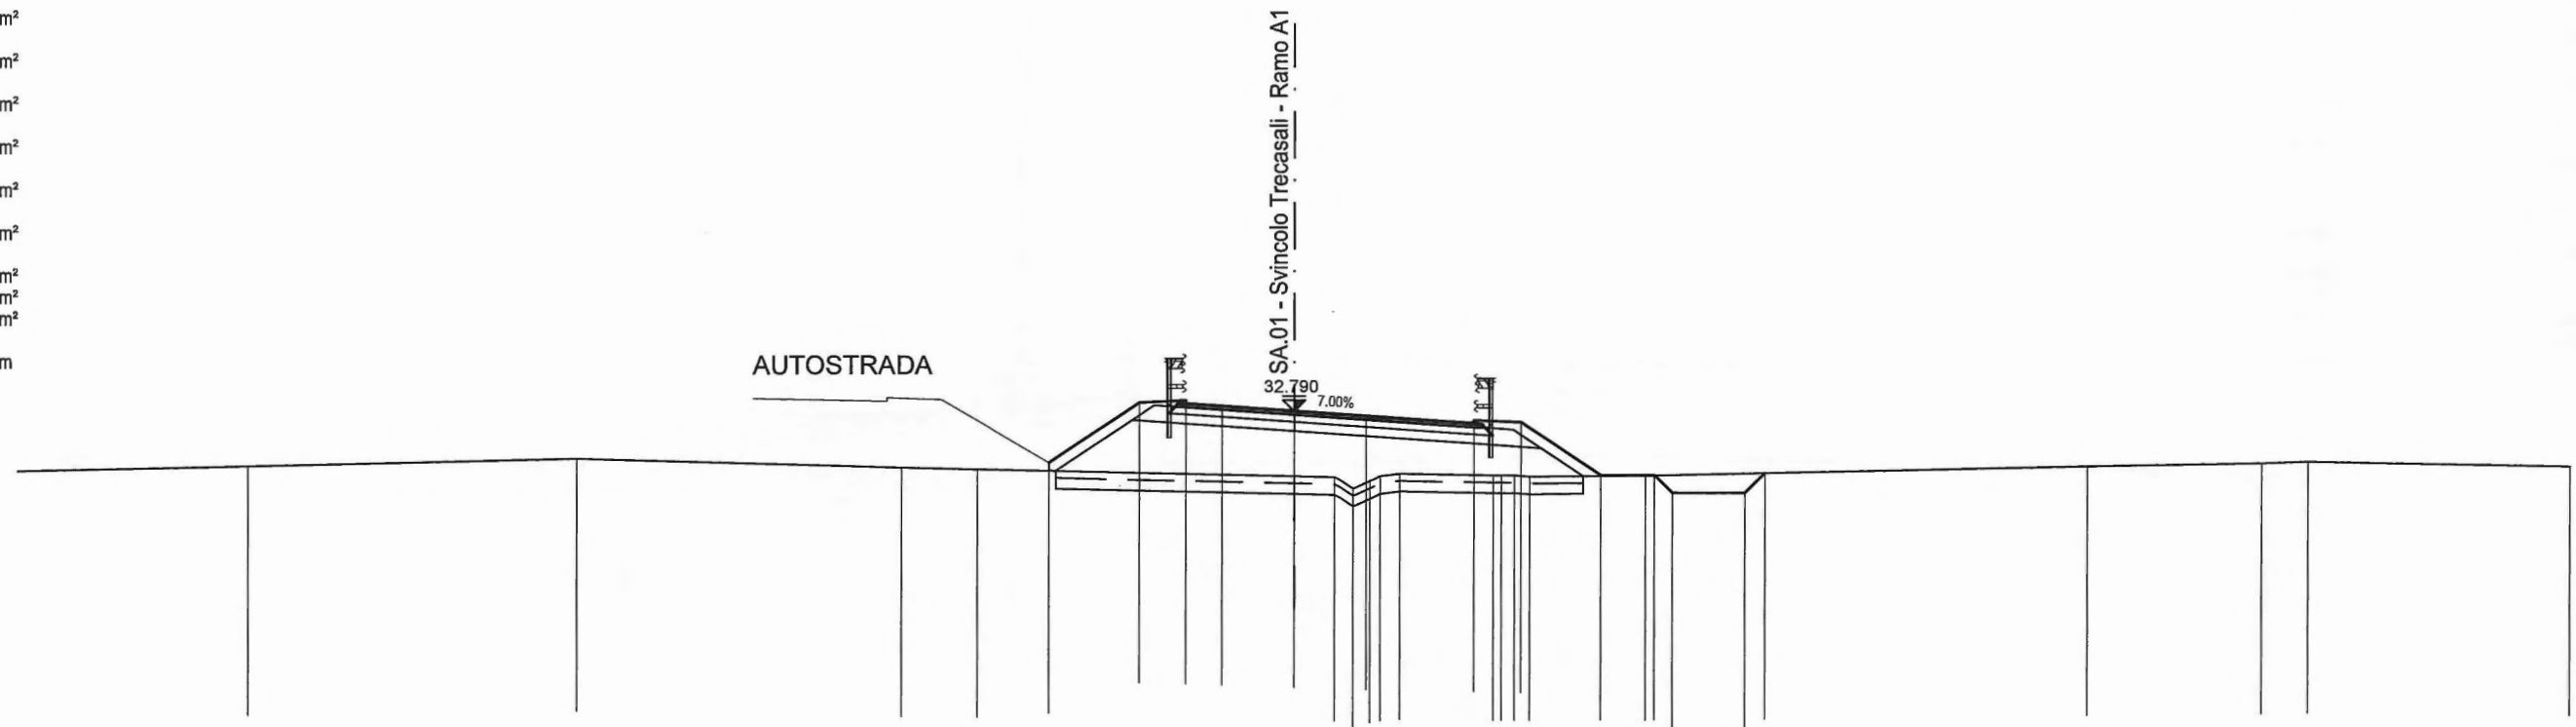 m²
m²
m²
m²
m²
m²
m²
m²
m²
m
SA.01 - Svincolo Trecasali - Ramo A1
AUTOSTRADA
32.790
7.00%